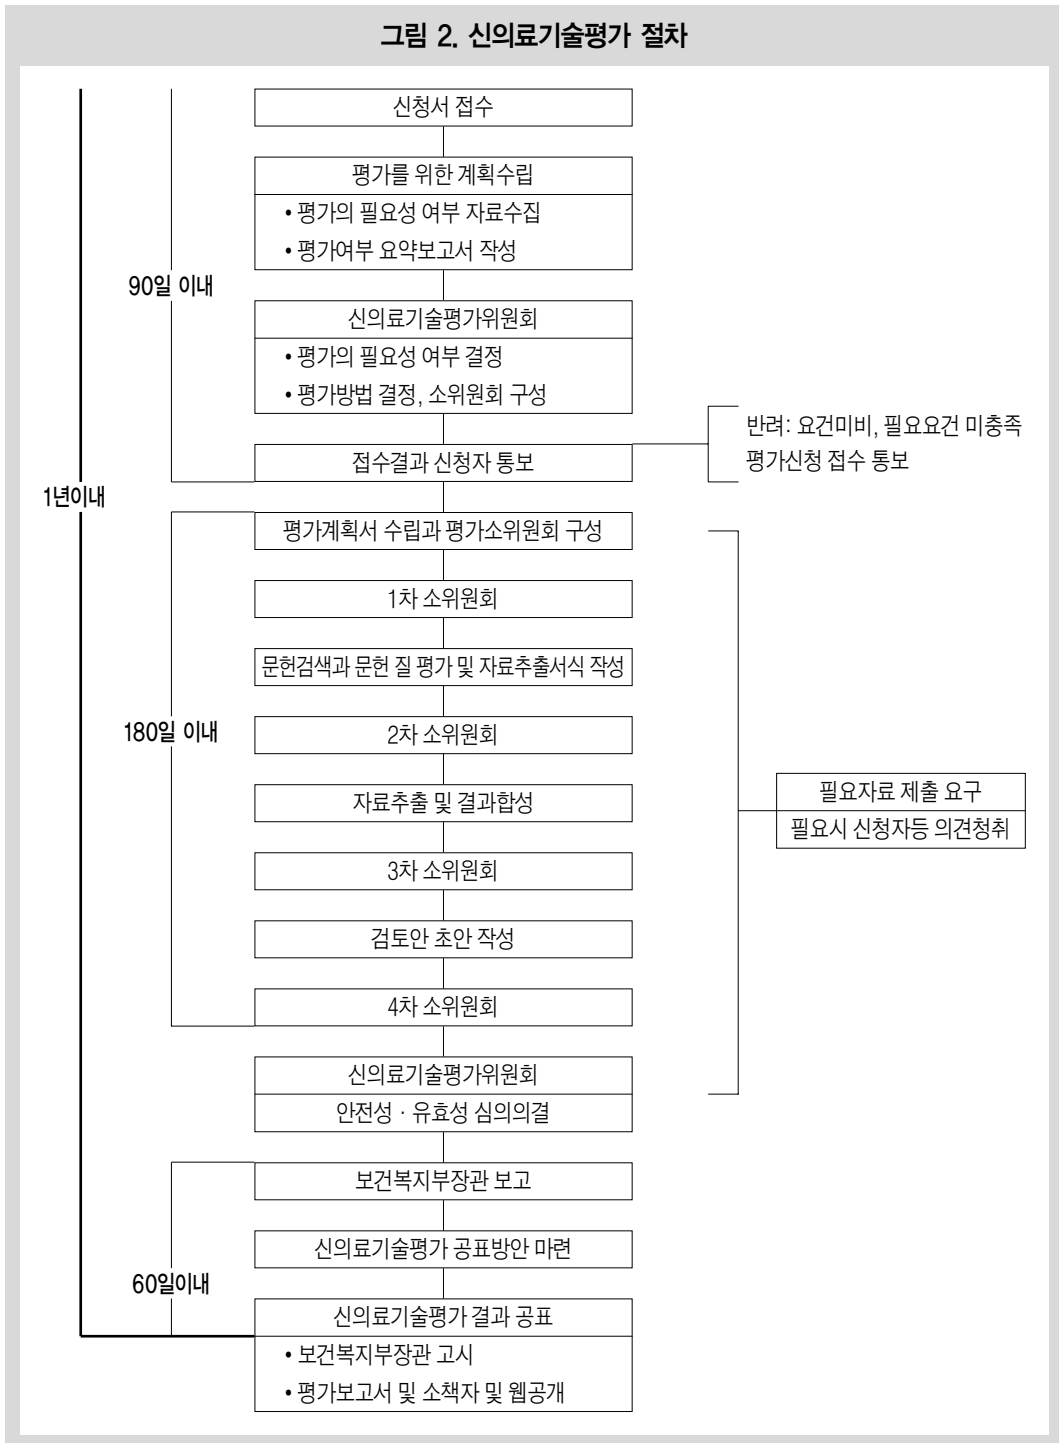 그림 2. 신의료기술평가 절차
신청서 접수
평가를 위한 계획수립
• 평가의 필요성 여부 자료수집
• 평가여부 요약보고서 작성
90일 이내
신의료기술평가위원회
• 평가의 필요성 여부 결정
• 평가방법 결정, 소위원회 구성
접수결과 신청자 통보
반려: 요건미비, 필요요건 미충족
평가신청 접수 통보
1년이내
평가계획서 수립과 평가소위원회 구성
1차 소위원회
문헌검색과 문헌 질 평가 및 자료추출서식 작성
180일 이내
2차 소위원회
자료추출 및 결과합성
필요자료 제출 요구
필요시 신청자등 의견청취
3차 소위원회
검토안 초안 작성
4차 소위원회
신의료기술평가위원회
안전성 · 유효성 심의의결
보건복지부장관 보고
신의료기술평가 공표방안 마련
60일이내
신의료기술평가 결과 공표
• 보건복지부장관 고시
• 평가보고서 및 소책자 및 웹공개